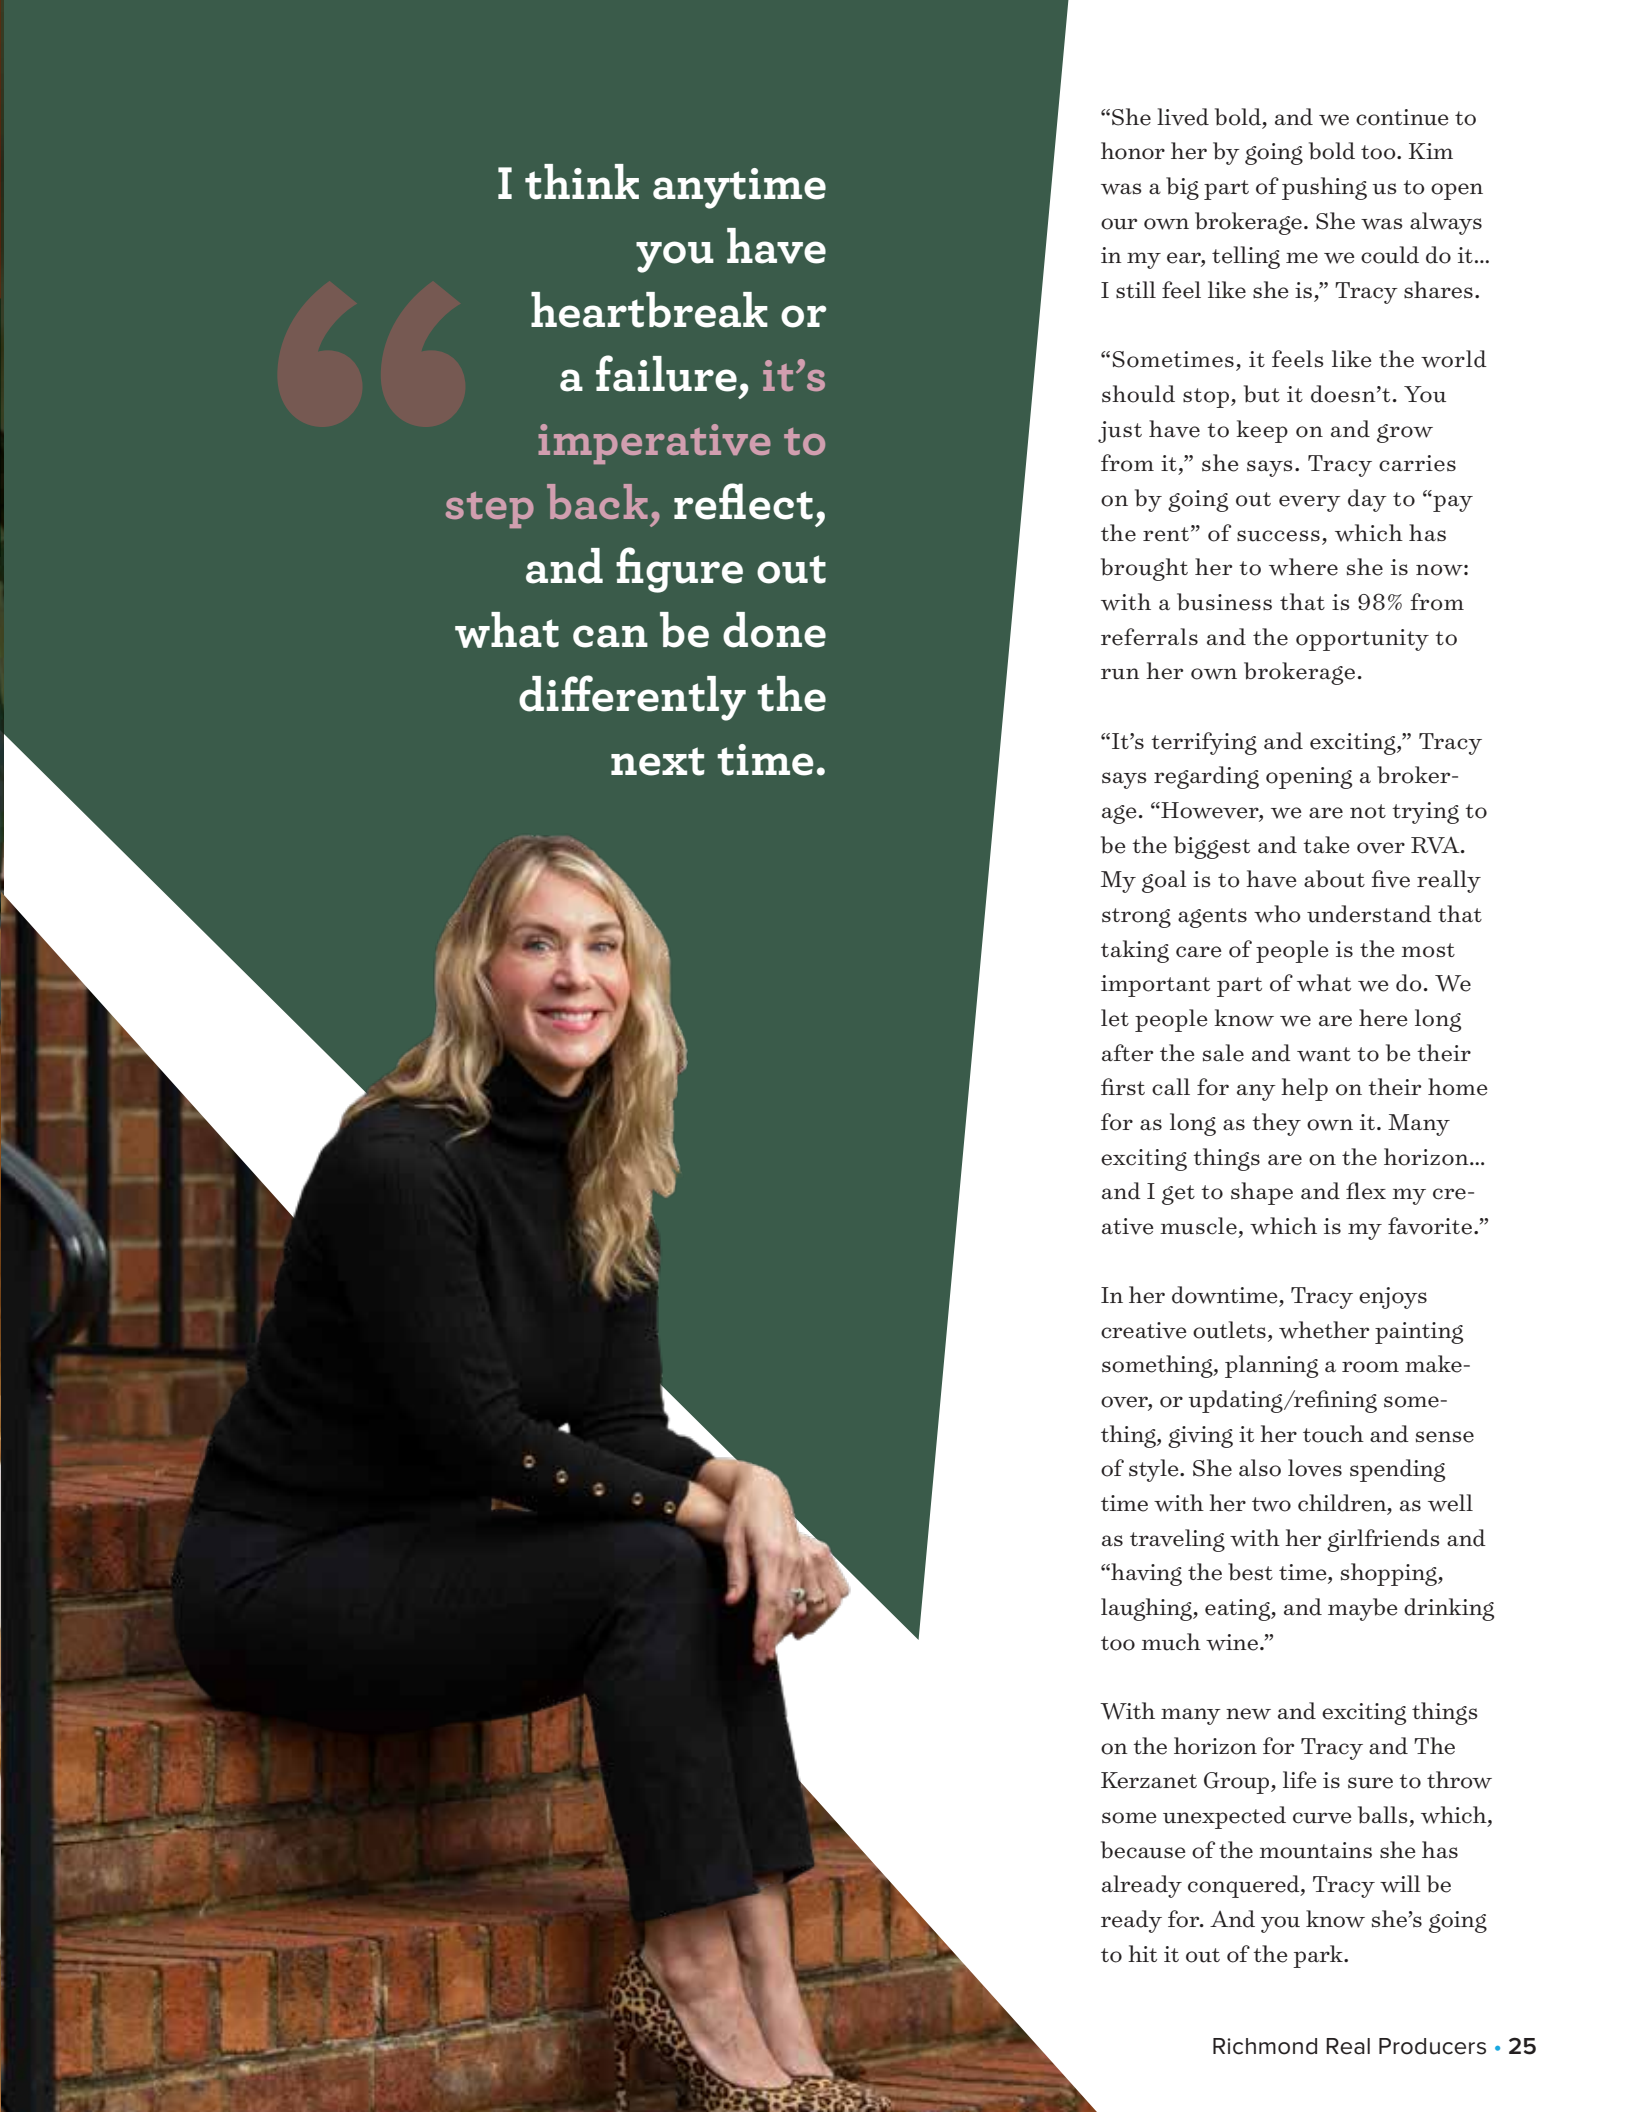 I think anytime
you have
heartbreak or
a failure, it’s
imperative to
step back, reflect,
and figure out
what can be done
differently the
next time.
“She lived bold, and we continue to
honor her by going bold too. Kim
was a big part of pushing us to open
our own brokerage. She was always
in my ear, telling me we could do it…
I still feel like she is,” Tracy shares.
“Sometimes, it feels like the world
should stop, but it doesn’t. You
just have to keep on and grow
from it,” she says. Tracy carries
on by going out every day to “pay
the rent” of success, which has
brought her to where she is now:
with a business that is 98% from
referrals and the opportunity to
run her own brokerage.
“It’s terrifying and exciting,” Tracy
says regarding opening a broker-
age. “However, we are not trying to
be the biggest and take over RVA.
My goal is to have about five really
strong agents who understand that
taking care of people is the most
important part of what we do. We
let people know we are here long
after the sale and want to be their
first call for any help on their home
for as long as they own it. Many
exciting things are on the horizon…
and I get to shape and flex my cre-
ative muscle, which is my favorite.”
In her downtime, Tracy enjoys
creative outlets, whether painting
something, planning a room make-
over, or updating/refining some-
thing, giving it her touch and sense
of style. She also loves spending
time with her two children, as well
as traveling with her girlfriends and
“having the best time, shopping,
laughing, eating, and maybe drinking
too much wine.”
With many new and exciting things
on the horizon for Tracy and The
Kerzanet Group, life is sure to throw
some unexpected curve balls, which,
because of the mountains she has
already conquered, Tracy will be
ready for. And you know she’s going
to hit it out of the park.
Richmond Real Producers • 25